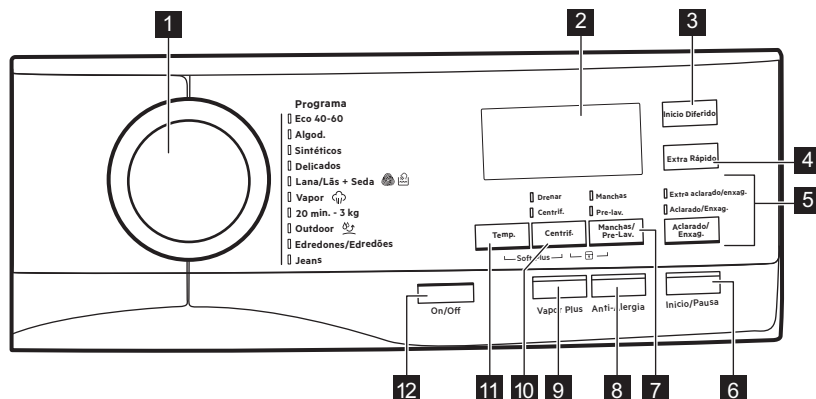 1
2
3
Programa
Eco 40-60
Algod.
Sintéticos
Delicados
Lana/Lãs + Seda
Vapor
20 min. - 3 kg
Outdoor
Edredones/Edredões
Jeans
Inicio Diferido
Extra Rápido
4
5
Drenar
Manchas
Extra aclarado/enxag.
Centrif.
Pre-lav.
Aclarado/Enxag.
Temp.
Centrif.
Manchas/
Pre-Lav.
Aclarado/
Enxag.
Soft Plus
On/Off
Vapor Plus
Anti-Alergia
Inicio/Pausa
12
11
10
9
8
7
6